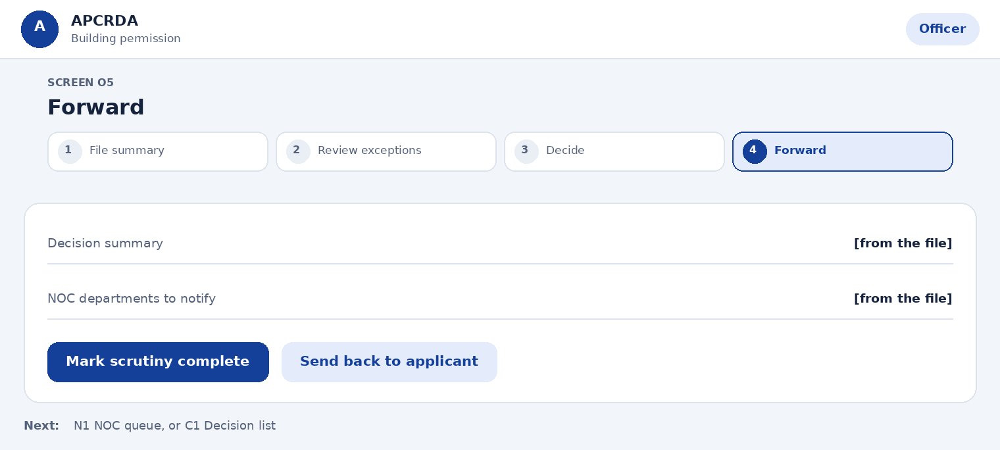 A
APCRDA
Building permission
Officer
SCREEN O5
Forward
1 File summary
2 Review exceptions
3 Decide
4 Forward
Decision summary [from the file]
NOC departments to notify [from the file]
Mark scrutiny complete
Send back to applicant
Next: N1 NOC queue, or C1 Decision list